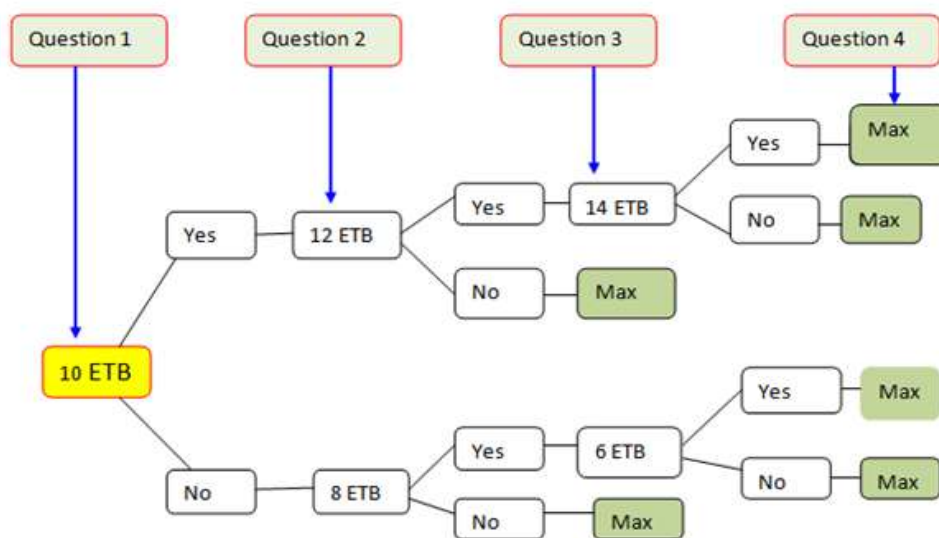 Question 1
Question 2
Question 3
Question 4
Yes
Max
Yes
14 ETB
No
Max
Yes
12 ETB
No
Max
10 ETB
Yes
Max
Yes
6 ETB
No
Max
No
8 ETB
No
Max